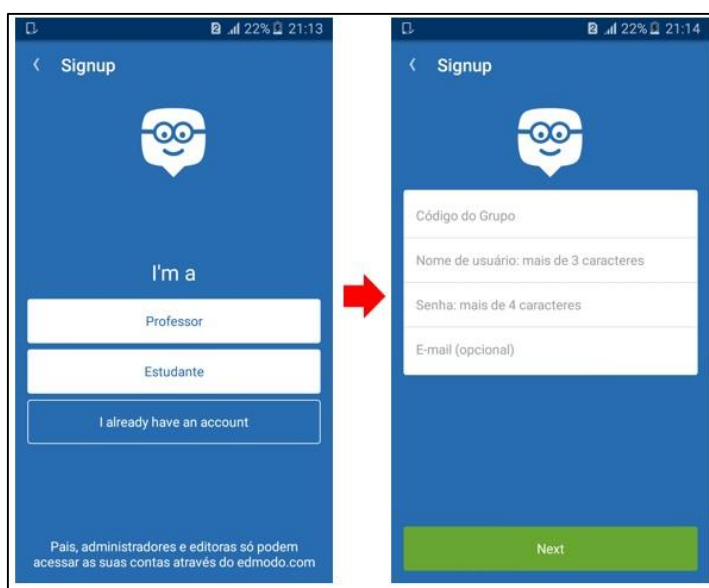 22% 21:13
Signup
I'm a
Professor
Estudante
I already have an account
Pais, administradores e editoras só podem
acessar as suas contas através do edmodo.com
2 22% 21:14
Signup
Código do Grupo
Nome de usuário: mais de 3 caracteres
Senha: mais de 4 caracteres
E-mail (opcional)
Next